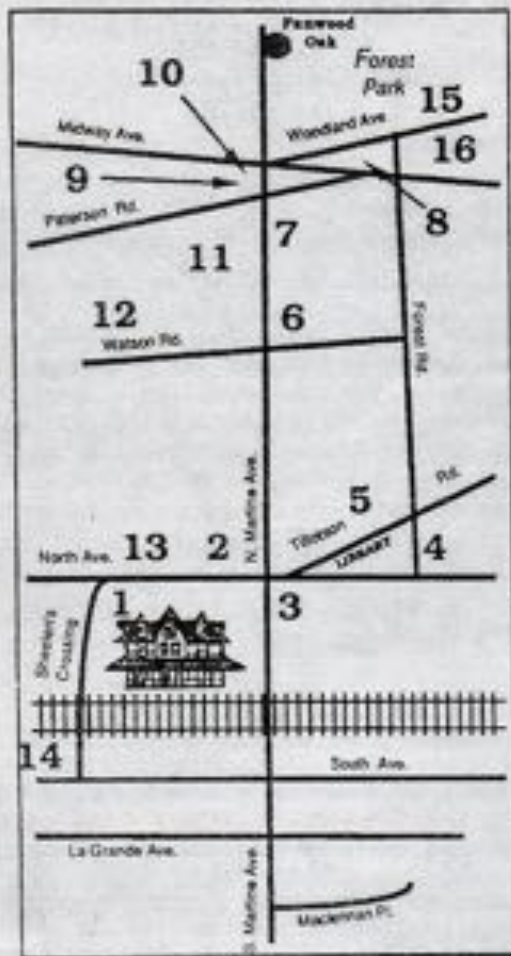 Fanwood
Oak
Forest
Park
10
15
Midway Ave.
Woodland Ave.
16
9
8
Paterson Rd.
7
11
12
6
Watson Rd.
Forest Rd.
N. Martine Ave.
5
Tillotson Rd.
LIBRARY
4
North Ave.
13
2
1
3
Crossing
14
South Ave.
La Grande Ave.
S. Martine Ave.
Maclennan Pl.